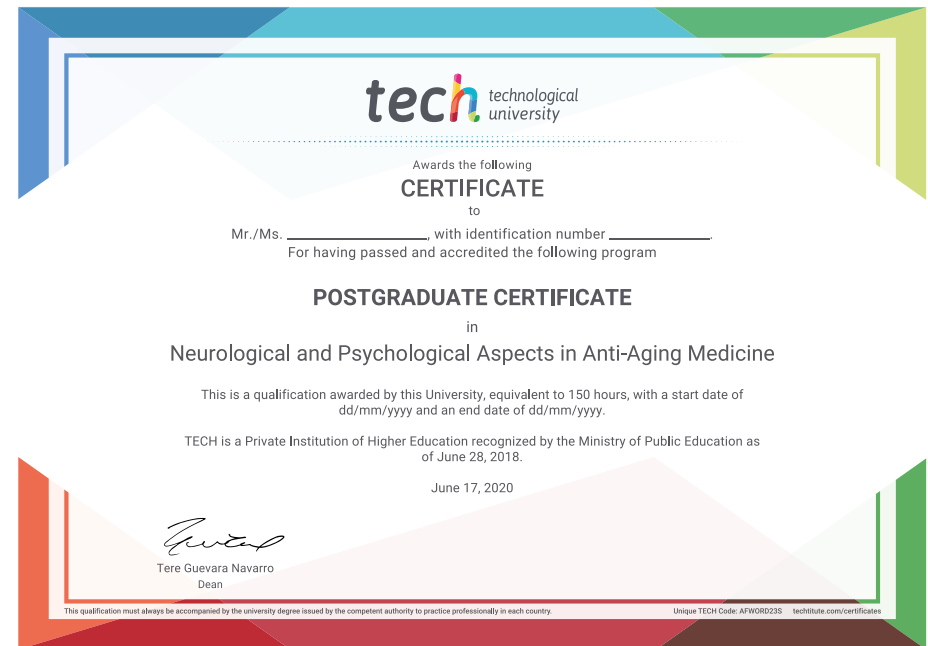 tech technological
university
Awards the following
CERTIFICATE
to
Mr./Ms. ____________________, with identification number ______________.
For having passed and accredited the following program
POSTGRADUATE CERTIFICATE
in
Neurological and Psychological Aspects in Anti-Aging Medicine
This is a qualification awarded by this University, equivalent to 150 hours, with a start date of
dd/mm/yyyy and an end date of dd/mm/yyyy.
TECH is a Private Institution of Higher Education recognized by the Ministry of Public Education as
of June 28, 2018.
June 17, 2020
Tere Guevara Navarro
Dean
This qualification must always be accompanied by the university degree issued by the competent authority to practice professionally in each country.
Unique TECH Code: AFWORD23S techtitute.com/certificates